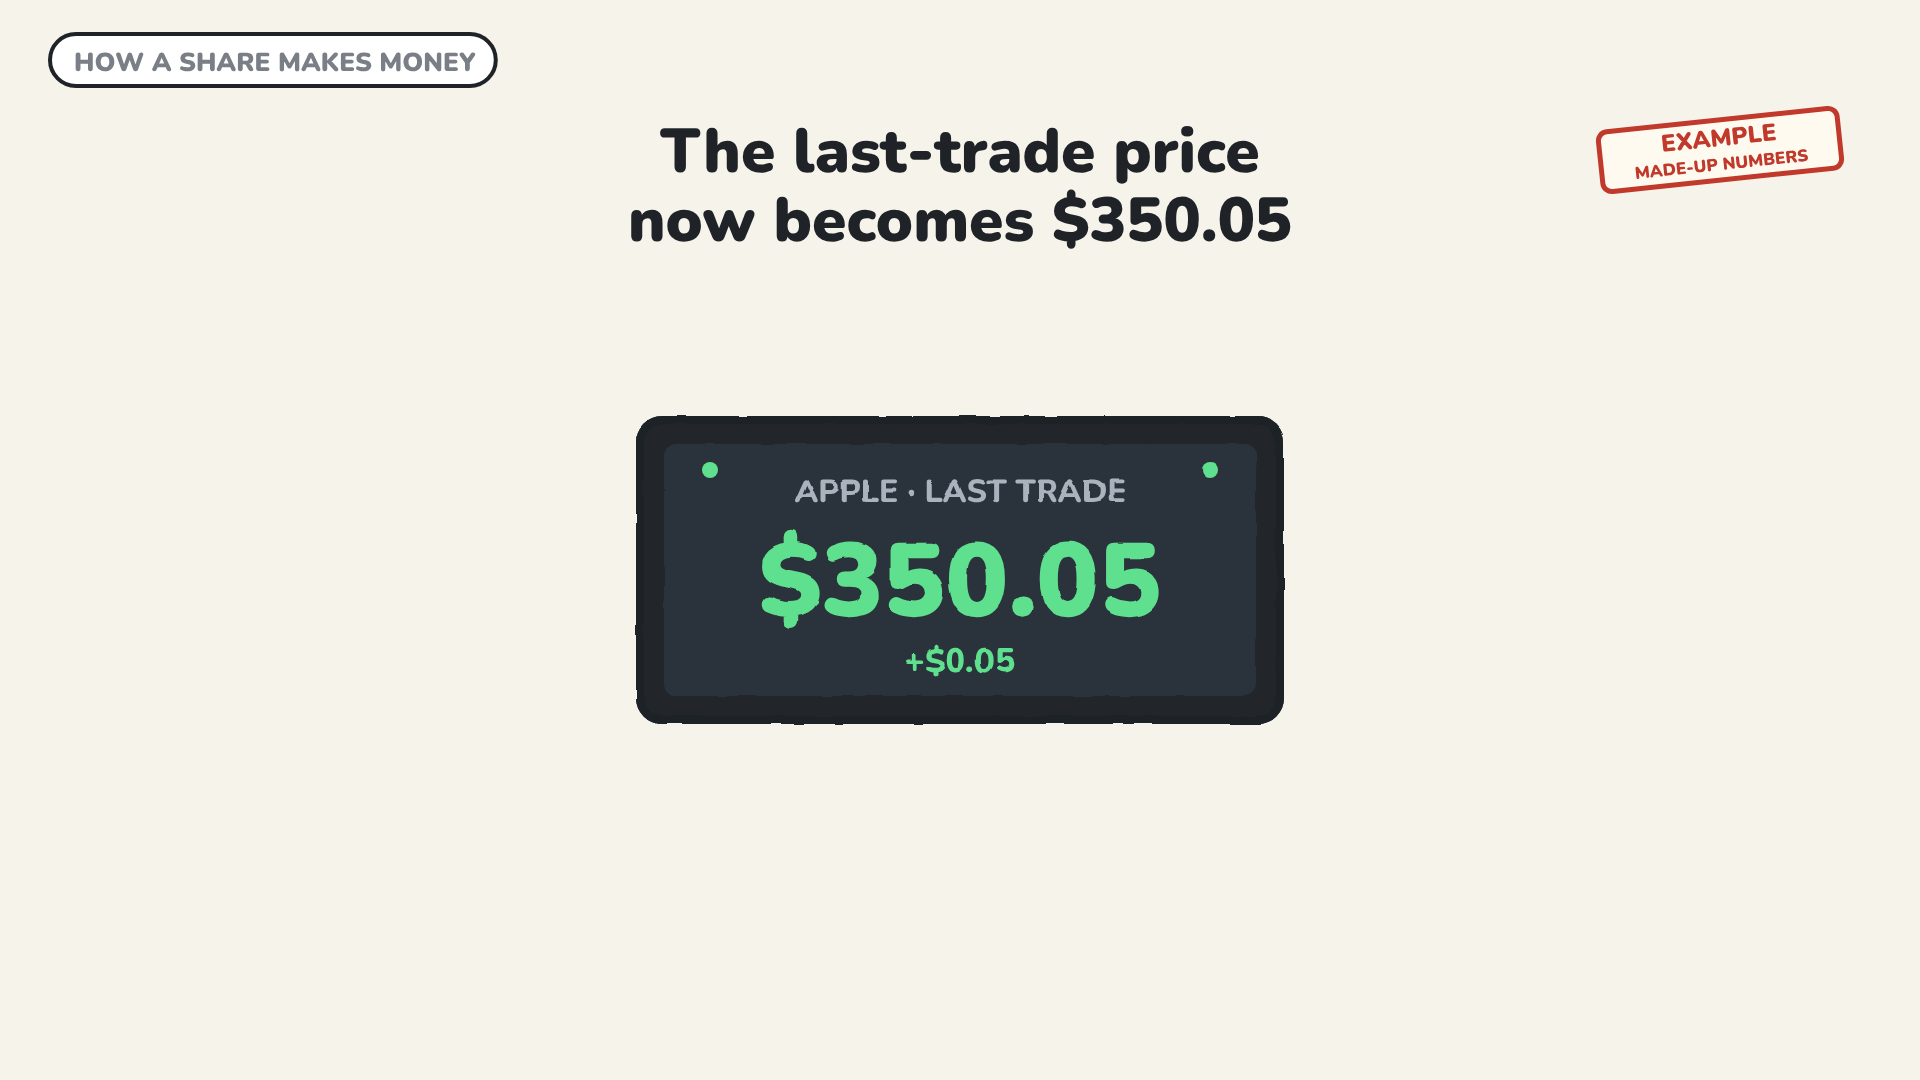 HOW A SHARE MAKES MONEY
The last-trade price
now becomes $350.05
EXAMPLE
MADE-UP NUMBERS
APPLE · LAST TRADE
$350.05
+$0.05